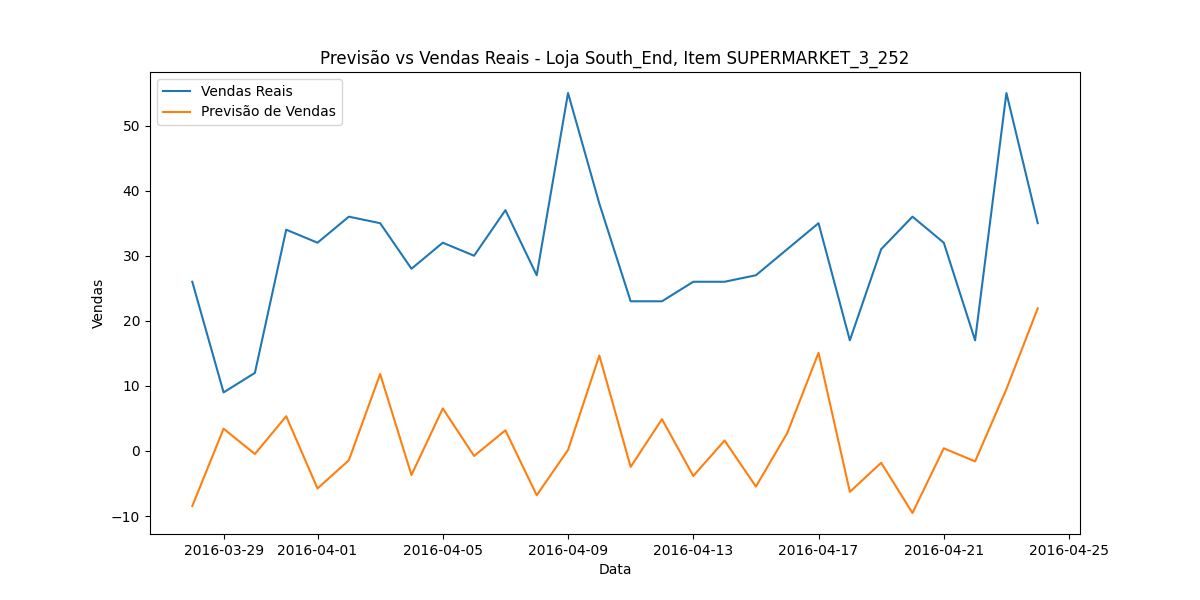 Previsão vs Vendas Reais - Loja South_End, Item SUPERMARKET_3_252
Vendas Reais
Previsão de Vendas
50
40
30
20
10
0
−10
Vendas
2016-03-29 2016-04-01 2016-04-05 2016-04-09 2016-04-13 2016-04-17 2016-04-21 2016-04-25
Data